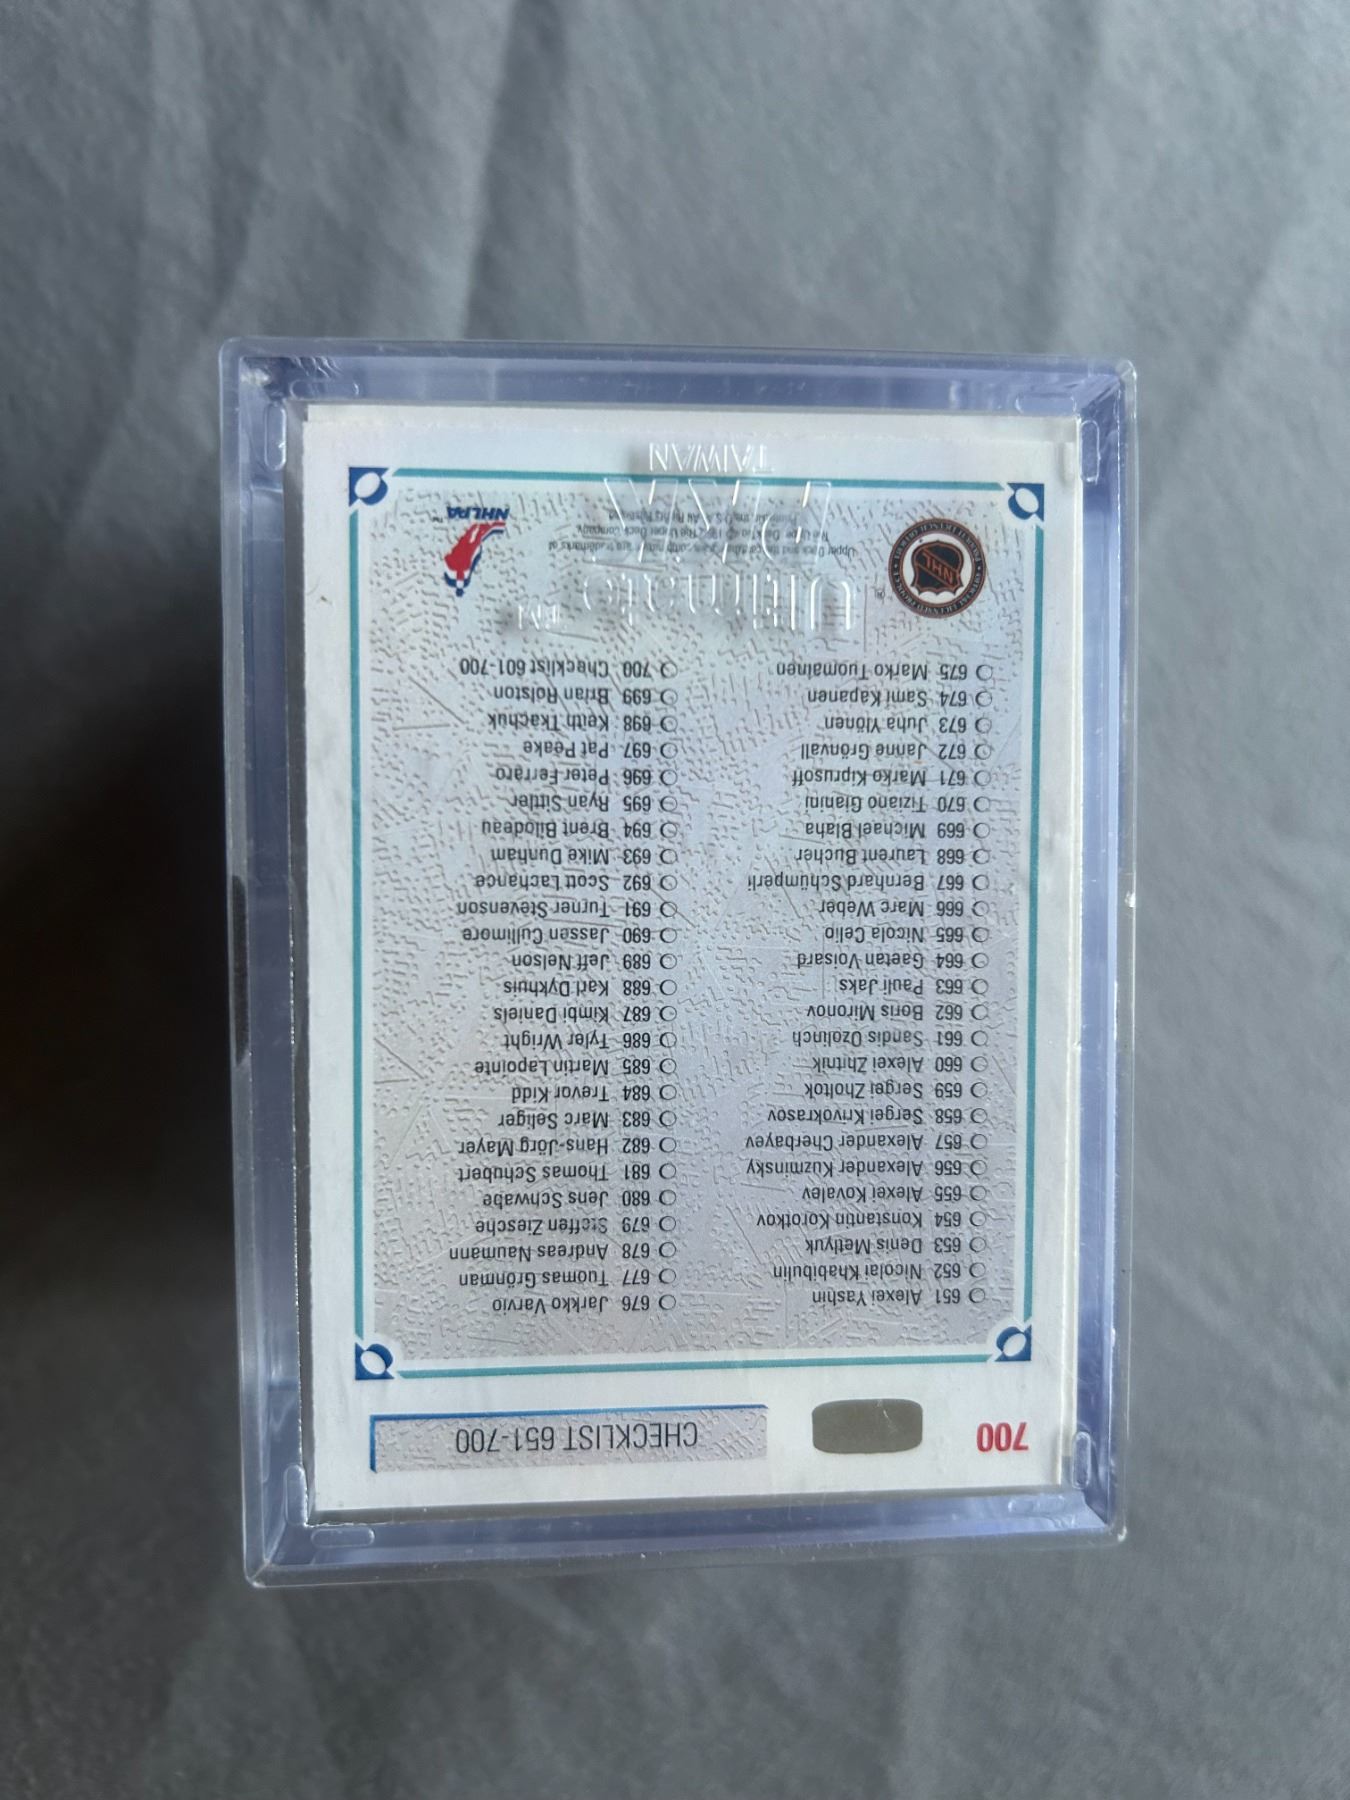 700
CHECKLIST 651-700
651 Alexei Yashin
652 Nicolai Khabibulin
653 Denis Metlyuk
654 Konstantin Korotkov
655 Alexei Kovalev
656 Alexander Kuzminsky
657 Alexander Cherbayev
658 Sergei Krivokrasov
659 Sergei Zholtok
660 Alexei Zhitnik
661 Sandis Ozolinch
662 Boris Mironov
663 Pauli Jaks
664 Gaetan Voisard
665 Nicola Celio
666 Marc Weber
667 Bernhard Schümperli
668 Laurent Bucher
669 Michael Blaha
670 Tiziano Gianini
671 Marko Kiprusoff
672 Janne Grönvall
673 Juha Ylönen
674 Sami Kapanen
675 Marko Tuomainen
676 Jarkko Varvio
677 Tuomas Grönman
678 Andreas Naumann
679 Steffen Ziesche
680 Jens Schwabe
681 Thomas Schubert
682 Hans-Jörg Mayer
683 Marc Seliger
684 Trevor Kidd
685 Martin Lapointe
686 Tyler Wright
687 Kimbi Daniels
688 Karl Dykhuis
689 Jeff Nelson
690 Jassen Cullimore
691 Turner Stevenson
692 Scott Lachance
693 Mike Dunham
694 Brent Bilodeau
695 Ryan Sittler
696 Peter Ferraro
697 Pat Peake
698 Keith Tkachuk
699 Brian Rolston
700 Checklist 601-700
NHL
NHLPA™
Ultimate
TAIWAN